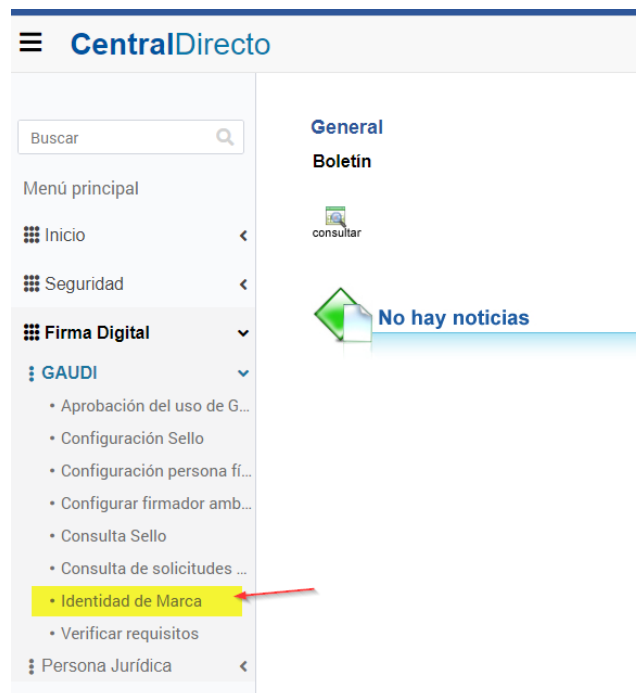 CentralDirecto
Buscar
Menú principal
Inicio
Seguridad
Firma Digital
GAUDI
• Aprobación del uso de G...
• Configuración Sello
• Configuración persona fí...
• Configurar firmador amb...
• Consulta Sello
• Consulta de solicitudes ...
• Identidad de Marca
• Verificar requisitos
Persona Jurídica
General
Boletín
consultar
No hay noticias